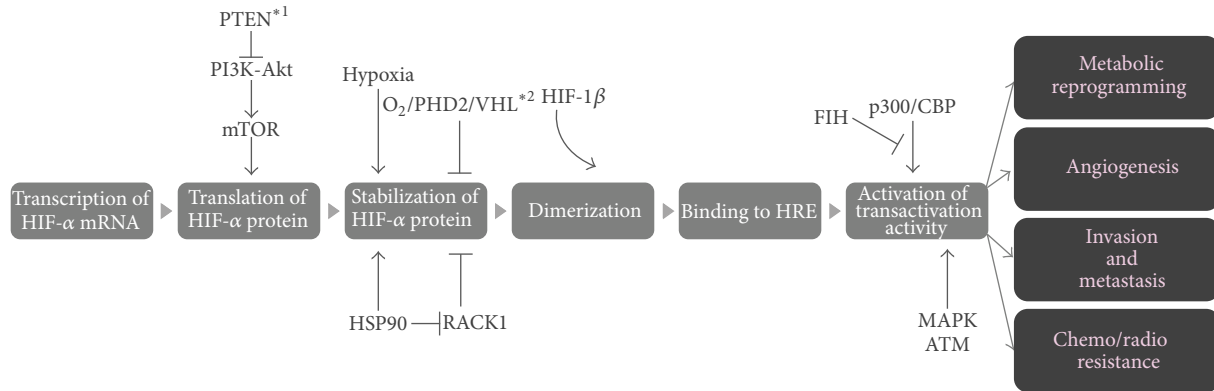 PTEN*1
PI3K-Akt
mTOR
Hypoxia
O2/PHD2/VHL*2
HIF-1β
FIH
p300/CBP
Transcription of
HIF-α mRNA
Translation of
HIF-α protein
Stabilization of
HIF-α protein
Dimerization
Binding to HRE
Activation of
transactivation
activity
HSP90
RACK1
MAPK
ATM
Metabolic
reprogramming
Angiogenesis
Invasion
and
metastasis
Chemo/radio
resistance